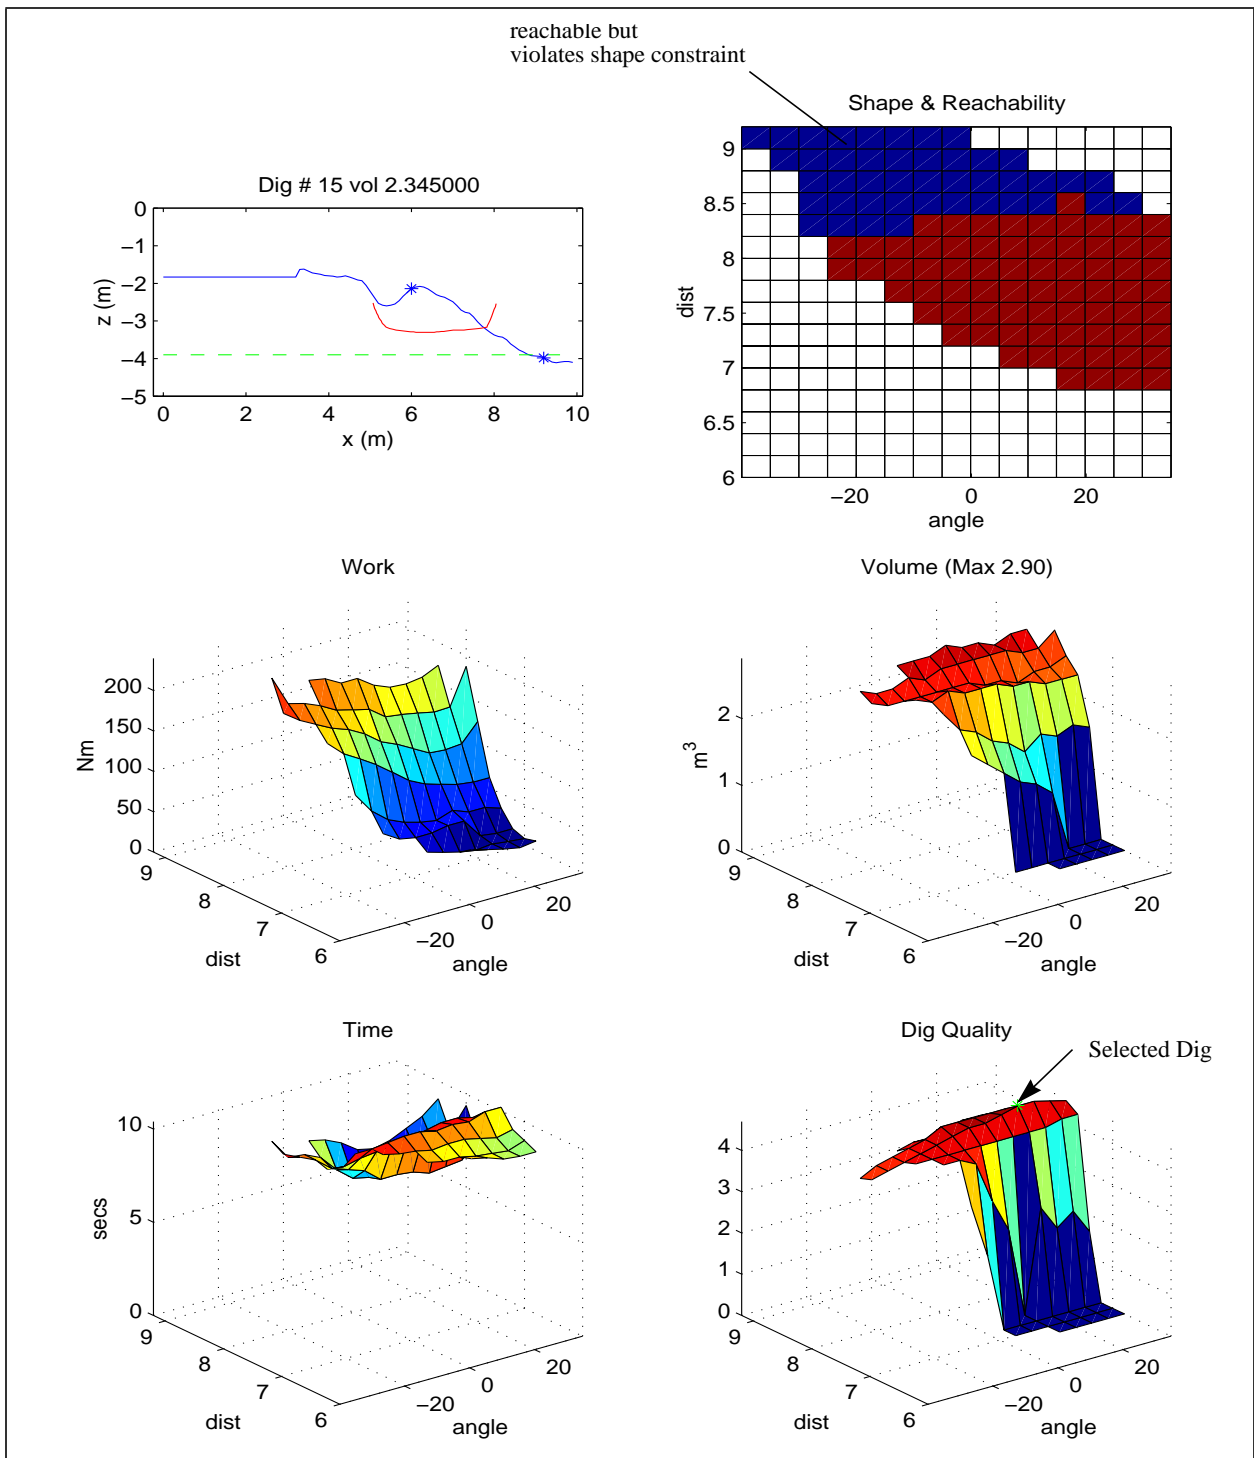 reachable but
violates shape constraint
Shape & Reachability
9
8.5
8
7.5
7
6.5
6
dist
−20
0
20
angle
Dig # 15 vol 2.345000
0
−1
−2
−3
−4
−5
z (m)
0
2
4
6
8
10
x (m)
Work
200
150
100
50
0
Nm
9
8
7
6
dist
−20
0
20
angle
Volume (Max 2.90)
2
1
0
m3
9
8
7
6
dist
−20
0
20
angle
Time
10
5
0
secs
9
8
7
6
dist
−20
0
20
angle
Dig Quality
Selected Dig
4
3
2
1
0
9
8
7
6
dist
−20
0
20
angle